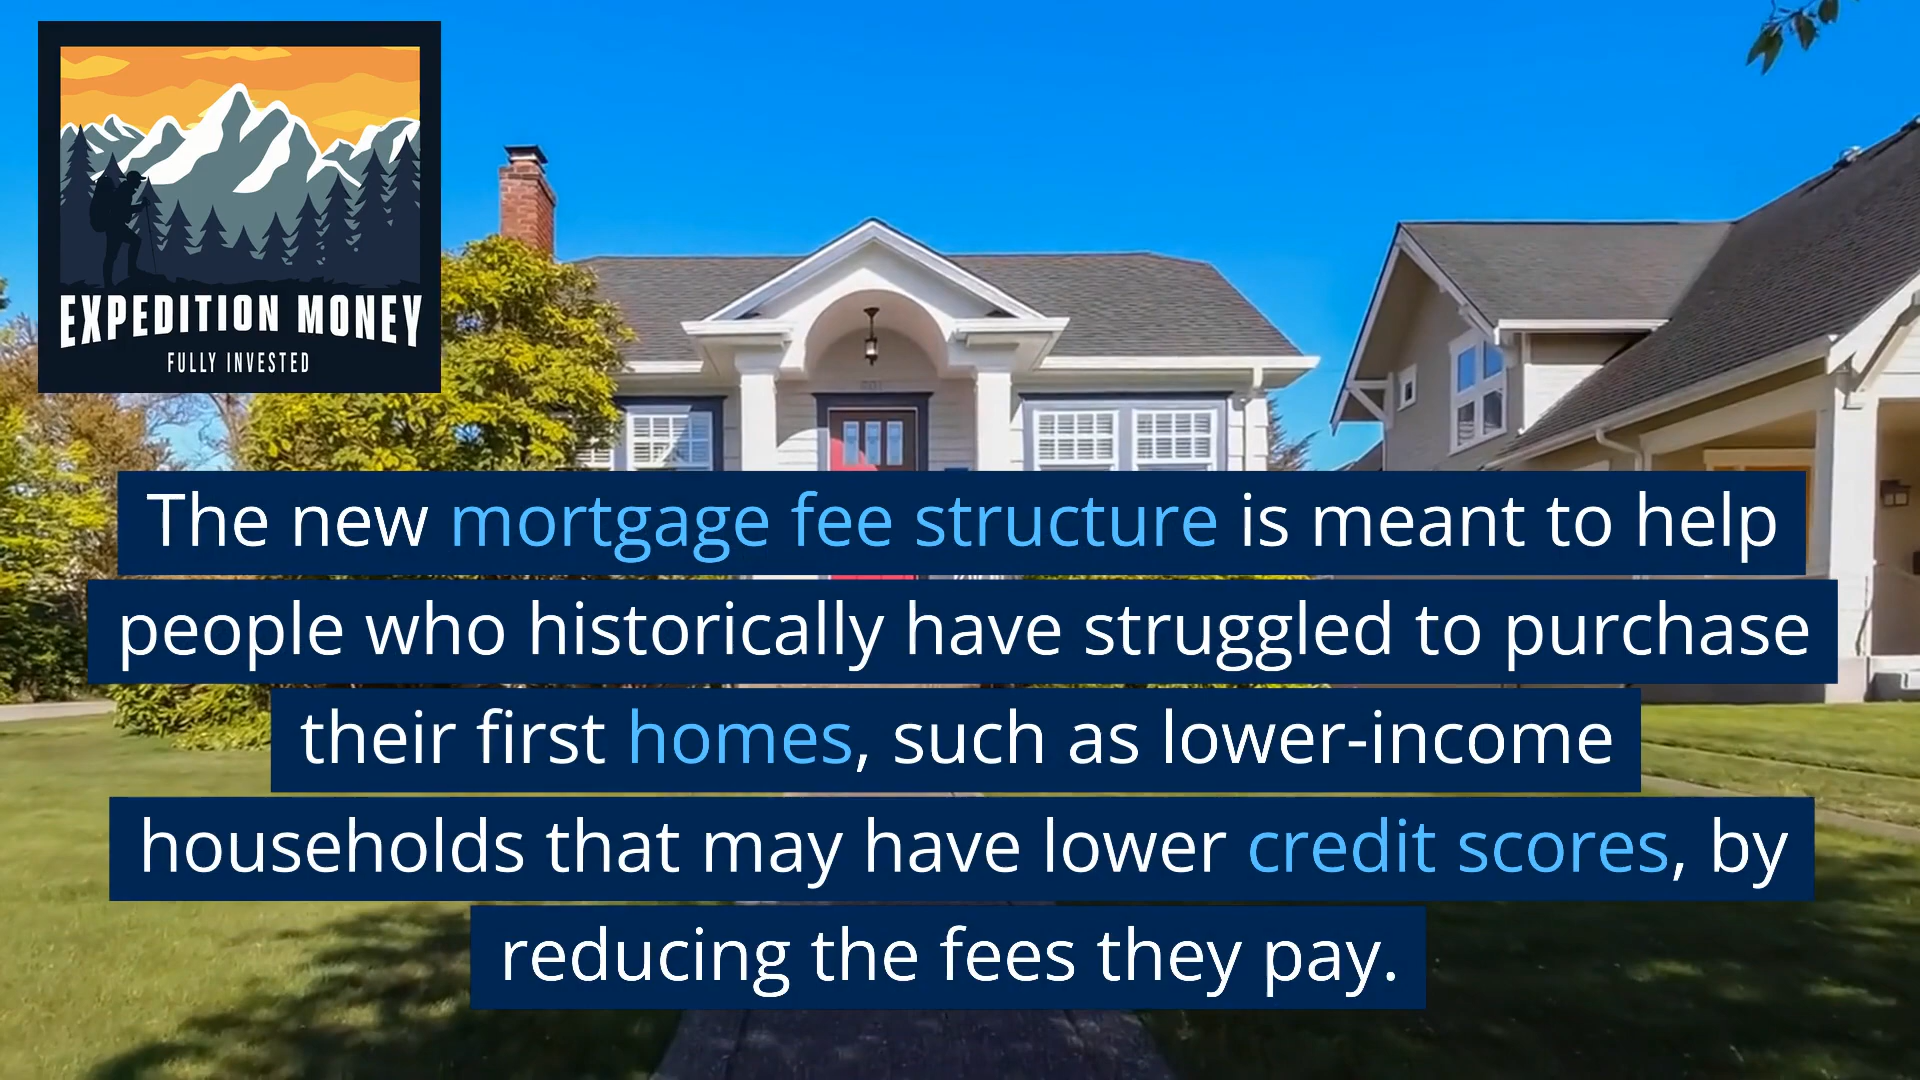 EXPEDITION MONEY
FULLY INVESTED
The new mortgage fee structure is meant to help
people who historically have struggled to purchase
their first homes, such as lower-income
households that may have lower credit scores, by
reducing the fees they pay.